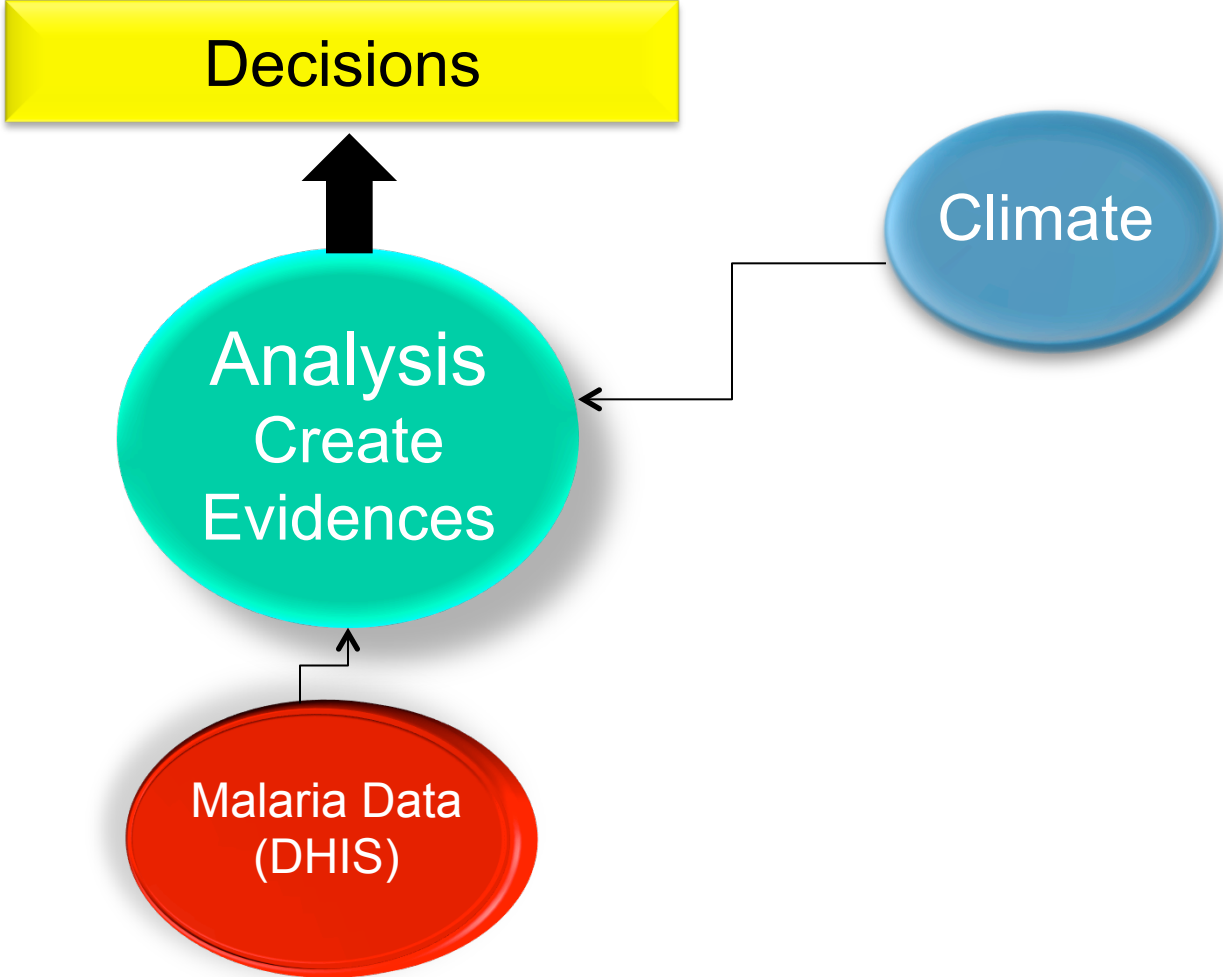 Decisions
Climate
Analysis
Create
Evidences
Malaria Data
(DHIS)